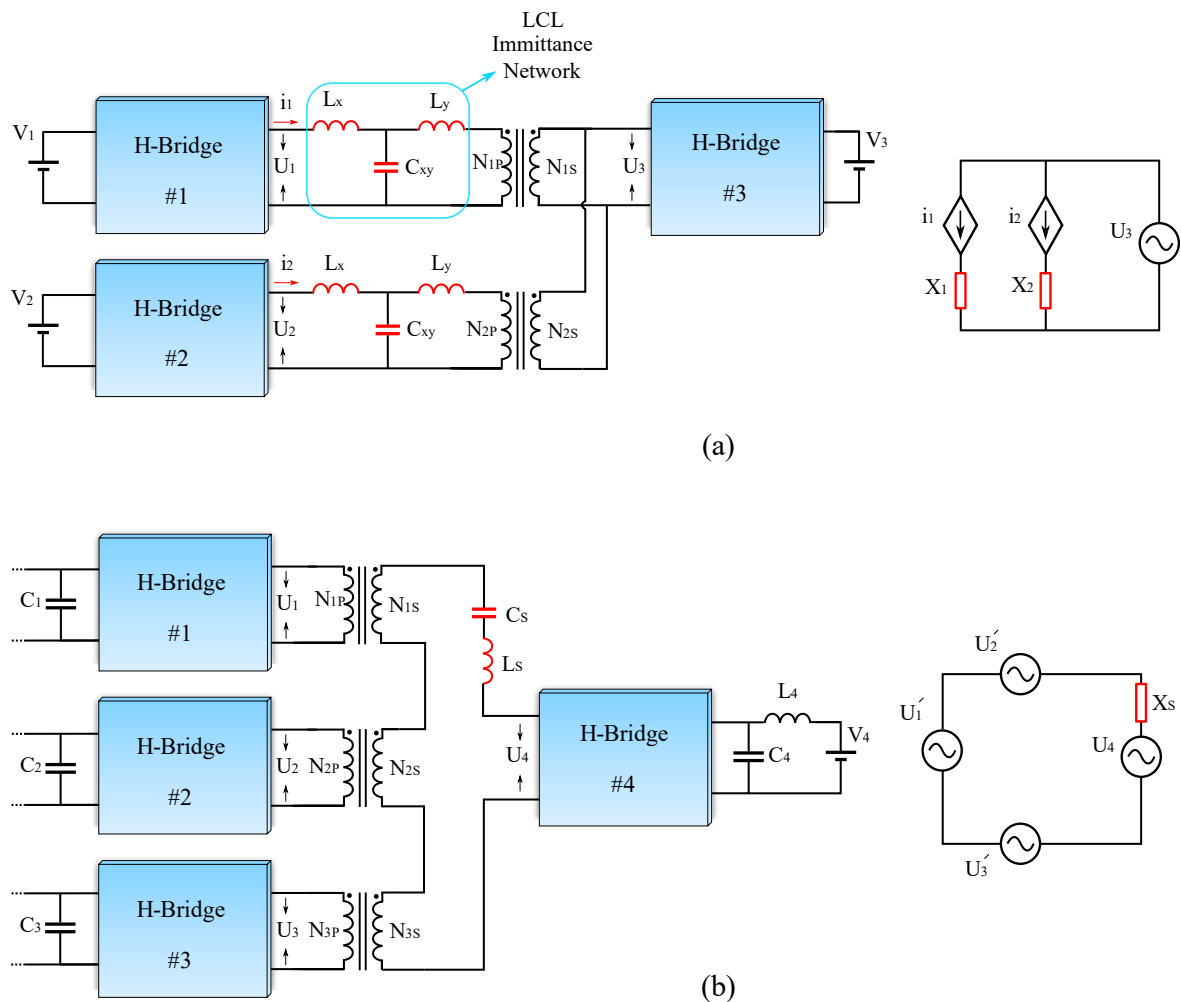 LCL
Immittance
Network
V1
H-Bridge
#1
i1
U1
Lx
Ly
Cxy
N1P
N1S
U3
H-Bridge
#3
V3
V2
H-Bridge
#2
i2
U2
Lx
Ly
Cxy
N2P
N2S
i1
i2
U3
X1
X2
(a)
C1
H-Bridge
#1
U1
N1P
N1S
CS
LS
C2
H-Bridge
#2
U2
N2P
N2S
U4
H-Bridge
#4
L4
C4
V4
C3
H-Bridge
#3
U3
N3P
N3S
U2′
U1′
XS
U4
U3′
(b)